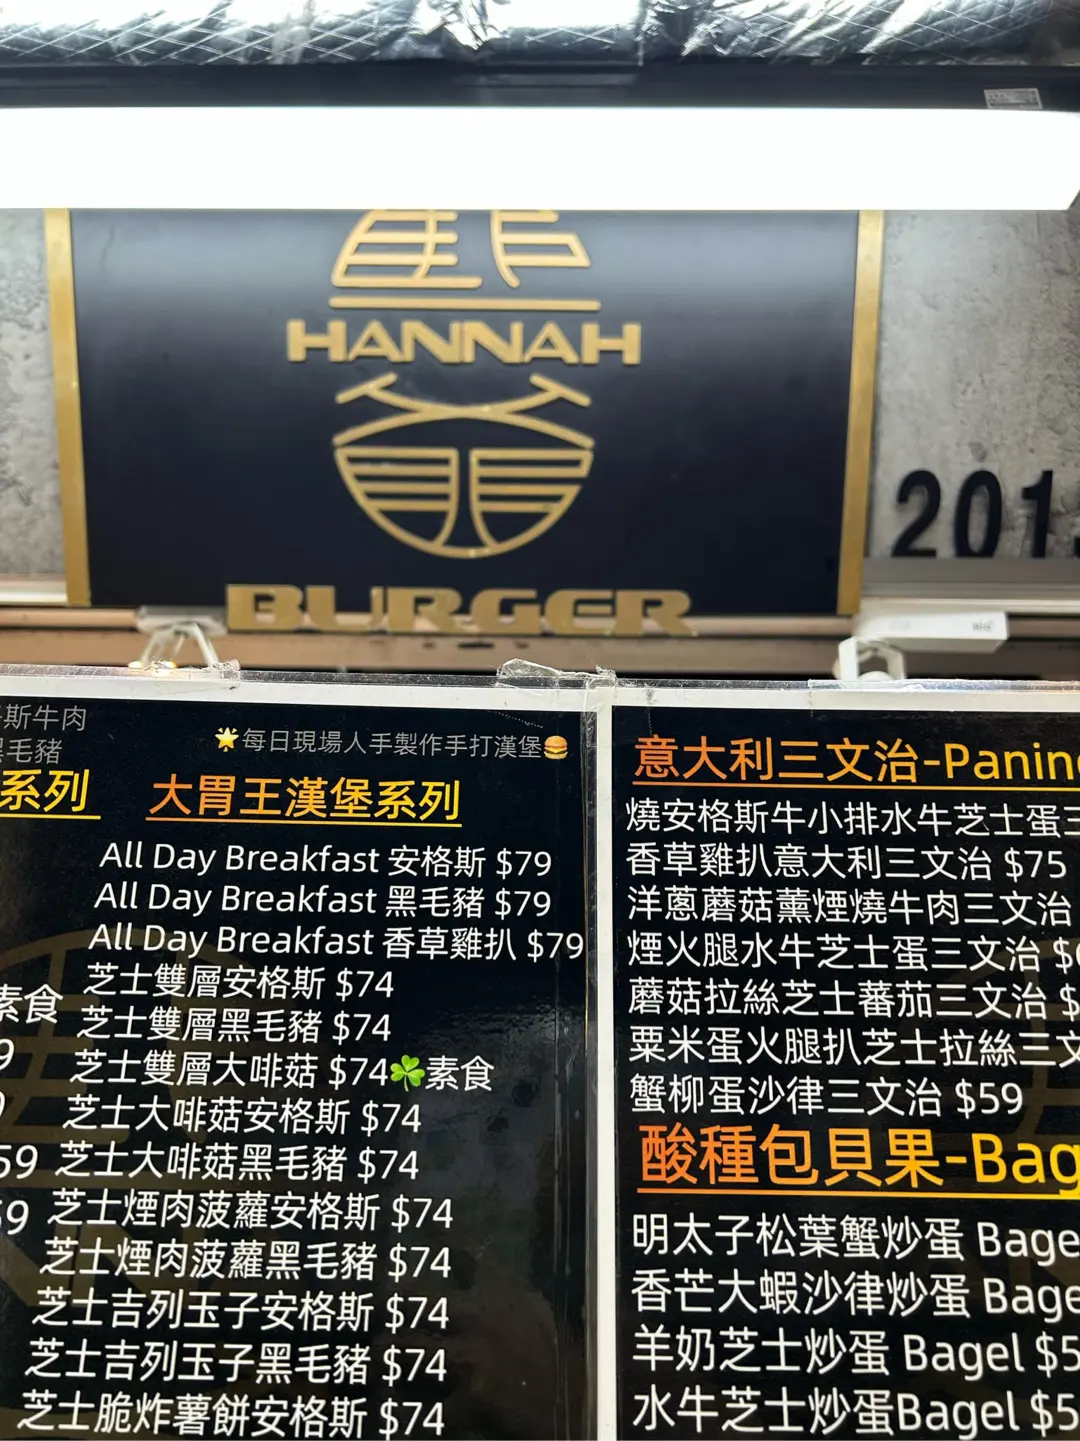 HANNAH
BURGER
201
斯牛肉
毛豬
系列
素食
9
59
🌟每日現場人手製作手打漢堡🍔
大胃王漢堡系列
All Day Breakfast 安格斯 $79
All Day Breakfast 黑毛豬 $79
All Day Breakfast 香草雞扒 $79
芝士雙層安格斯 $74
芝士雙層黑毛豬 $74
芝士雙層大啡菇 $74☘️素食
芝士大啡菇安格斯 $74
芝士大啡菇黑毛豬 $74
芝士煙肉菠蘿安格斯 $74
芝士煙肉菠蘿黑毛豬 $74
芝士吉列玉子安格斯 $74
芝士吉列玉子黑毛豬 $74
芝士脆炸薯餅安格斯 $74
意大利三文治-Panin
燒安格斯牛小排水牛芝士蛋三
香草雞扒意大利三文治 $75
洋蔥蘑菇薰煙燒牛肉三文治
煙火腿水牛芝士蛋三文治 $
蘑菇拉絲芝士蕃茄三文治 $
粟米蛋火腿扒芝士拉絲三文
蟹柳蛋沙律三文治 $59
酸種包貝果-Bag
明太子松葉蟹炒蛋 Bage
香芒大蝦沙律炒蛋 Bage
羊奶芝士炒蛋 Bagel $5
水牛芝士炒蛋Bagel $5